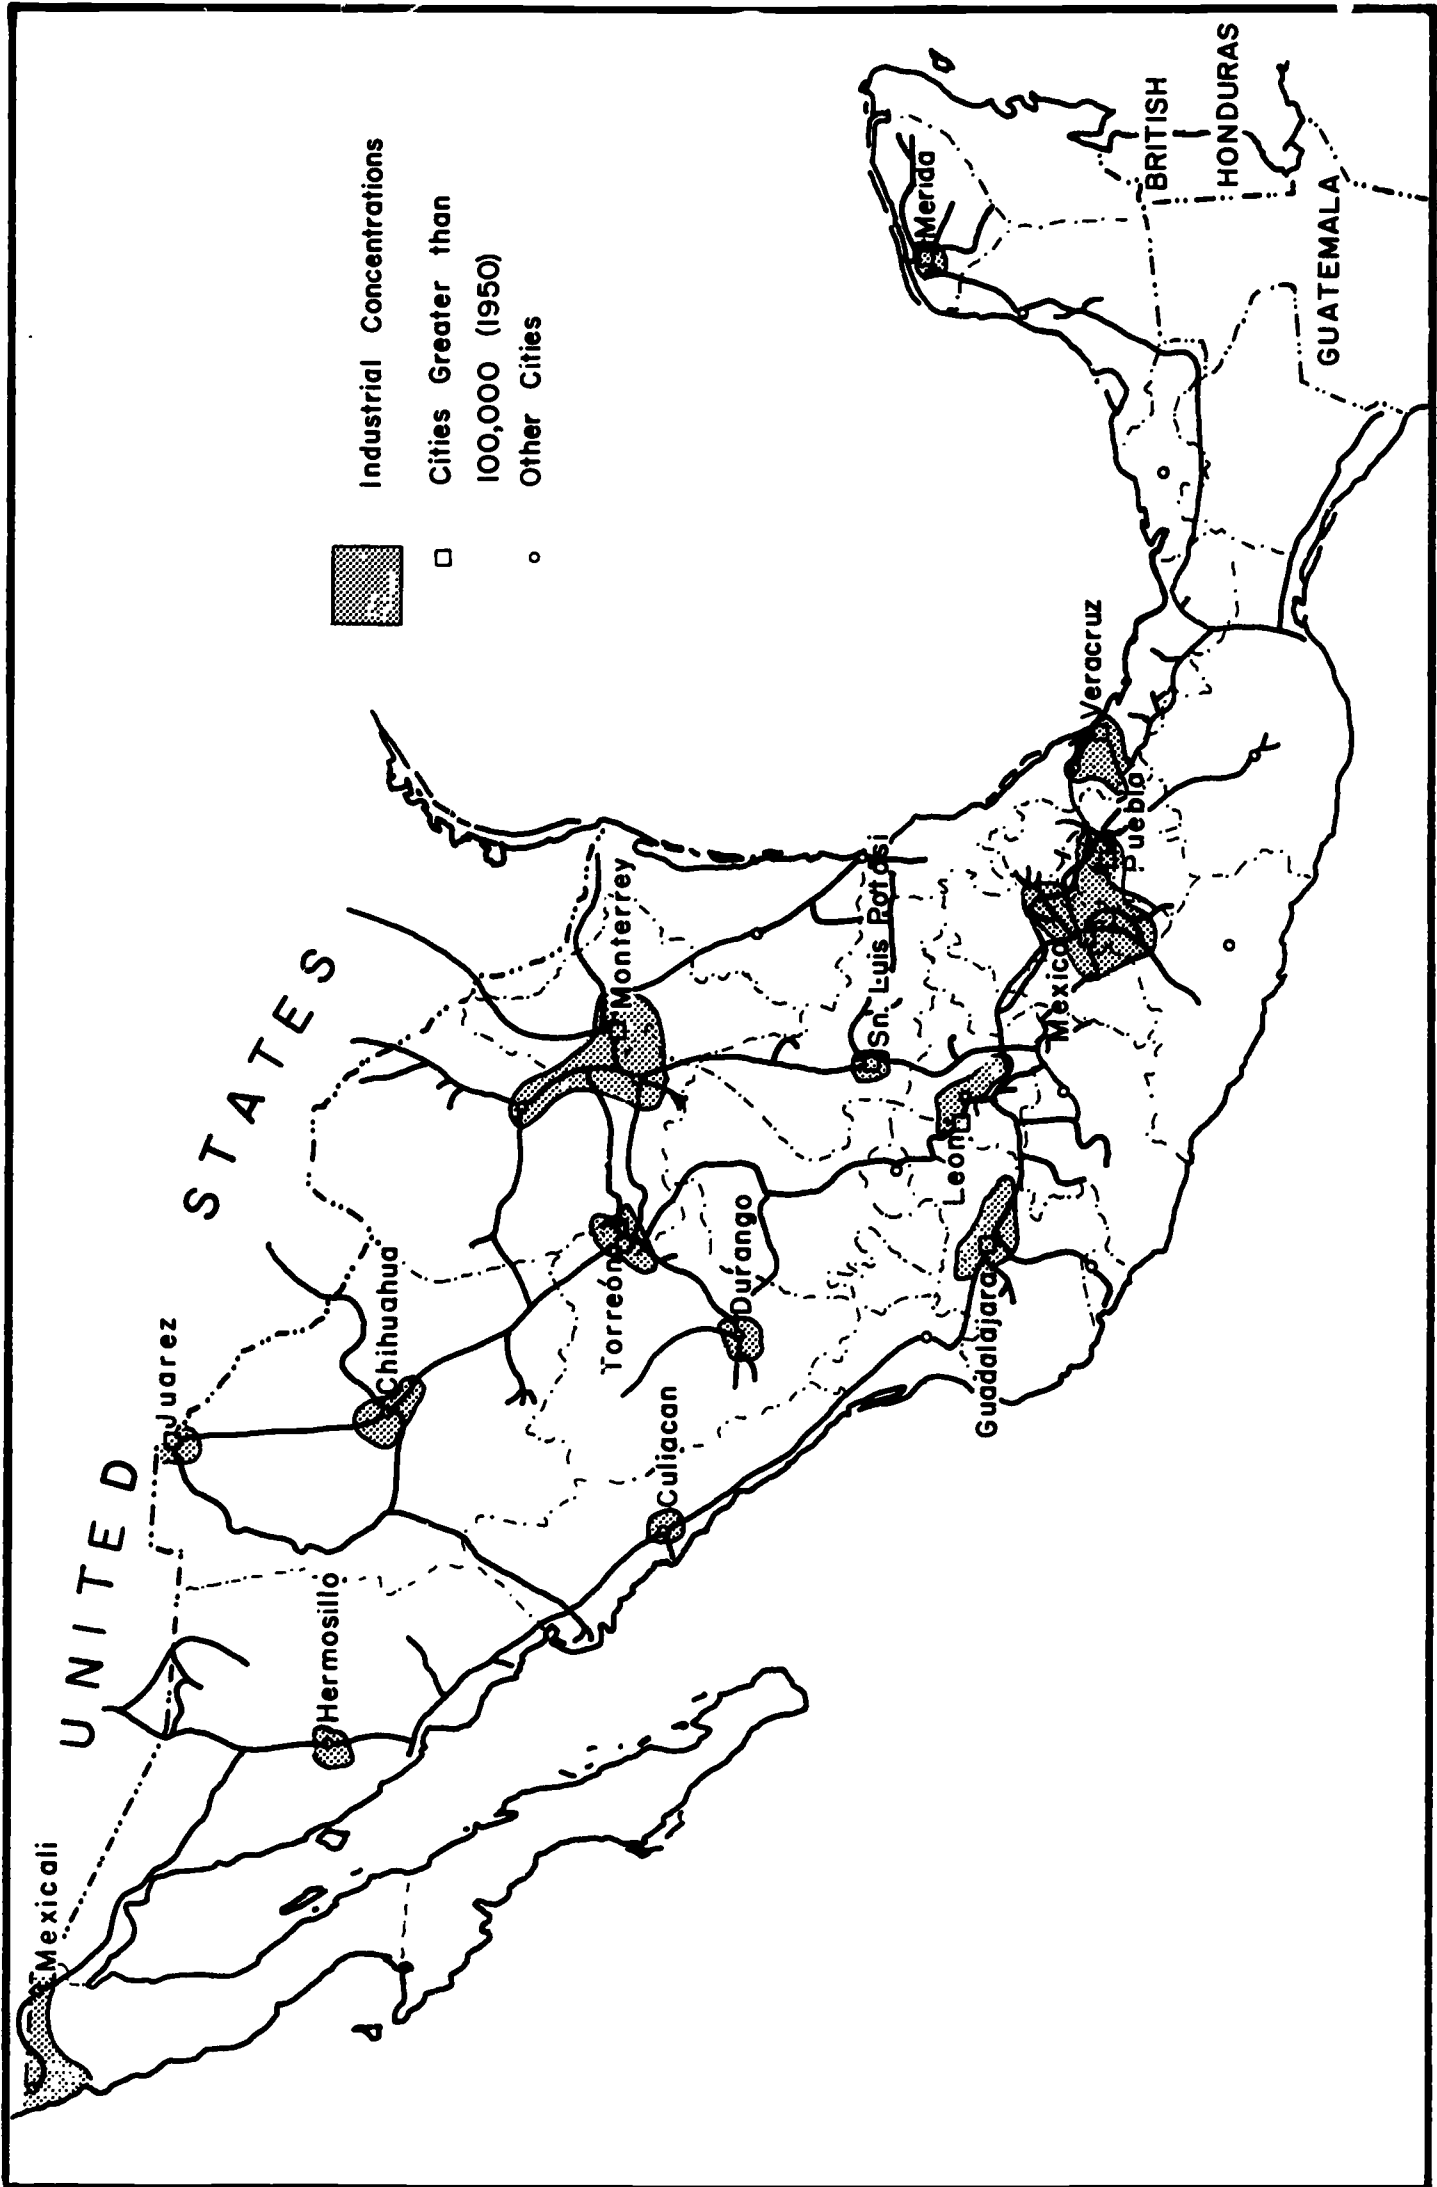 UNITED STATES
Industrial Concentrations
Cities Greater than
100,000 (1950)
Other Cities
Mexicali
Juarez
Hermosillo
Chihuahua
Monterrey
Torreón
Culiacan
Durango
Sn. Luis Potosi
Leon
Guadalajara
Mexico
Puebla
Veracruz
Merida
BRITISH
HONDURAS
GUATEMALA